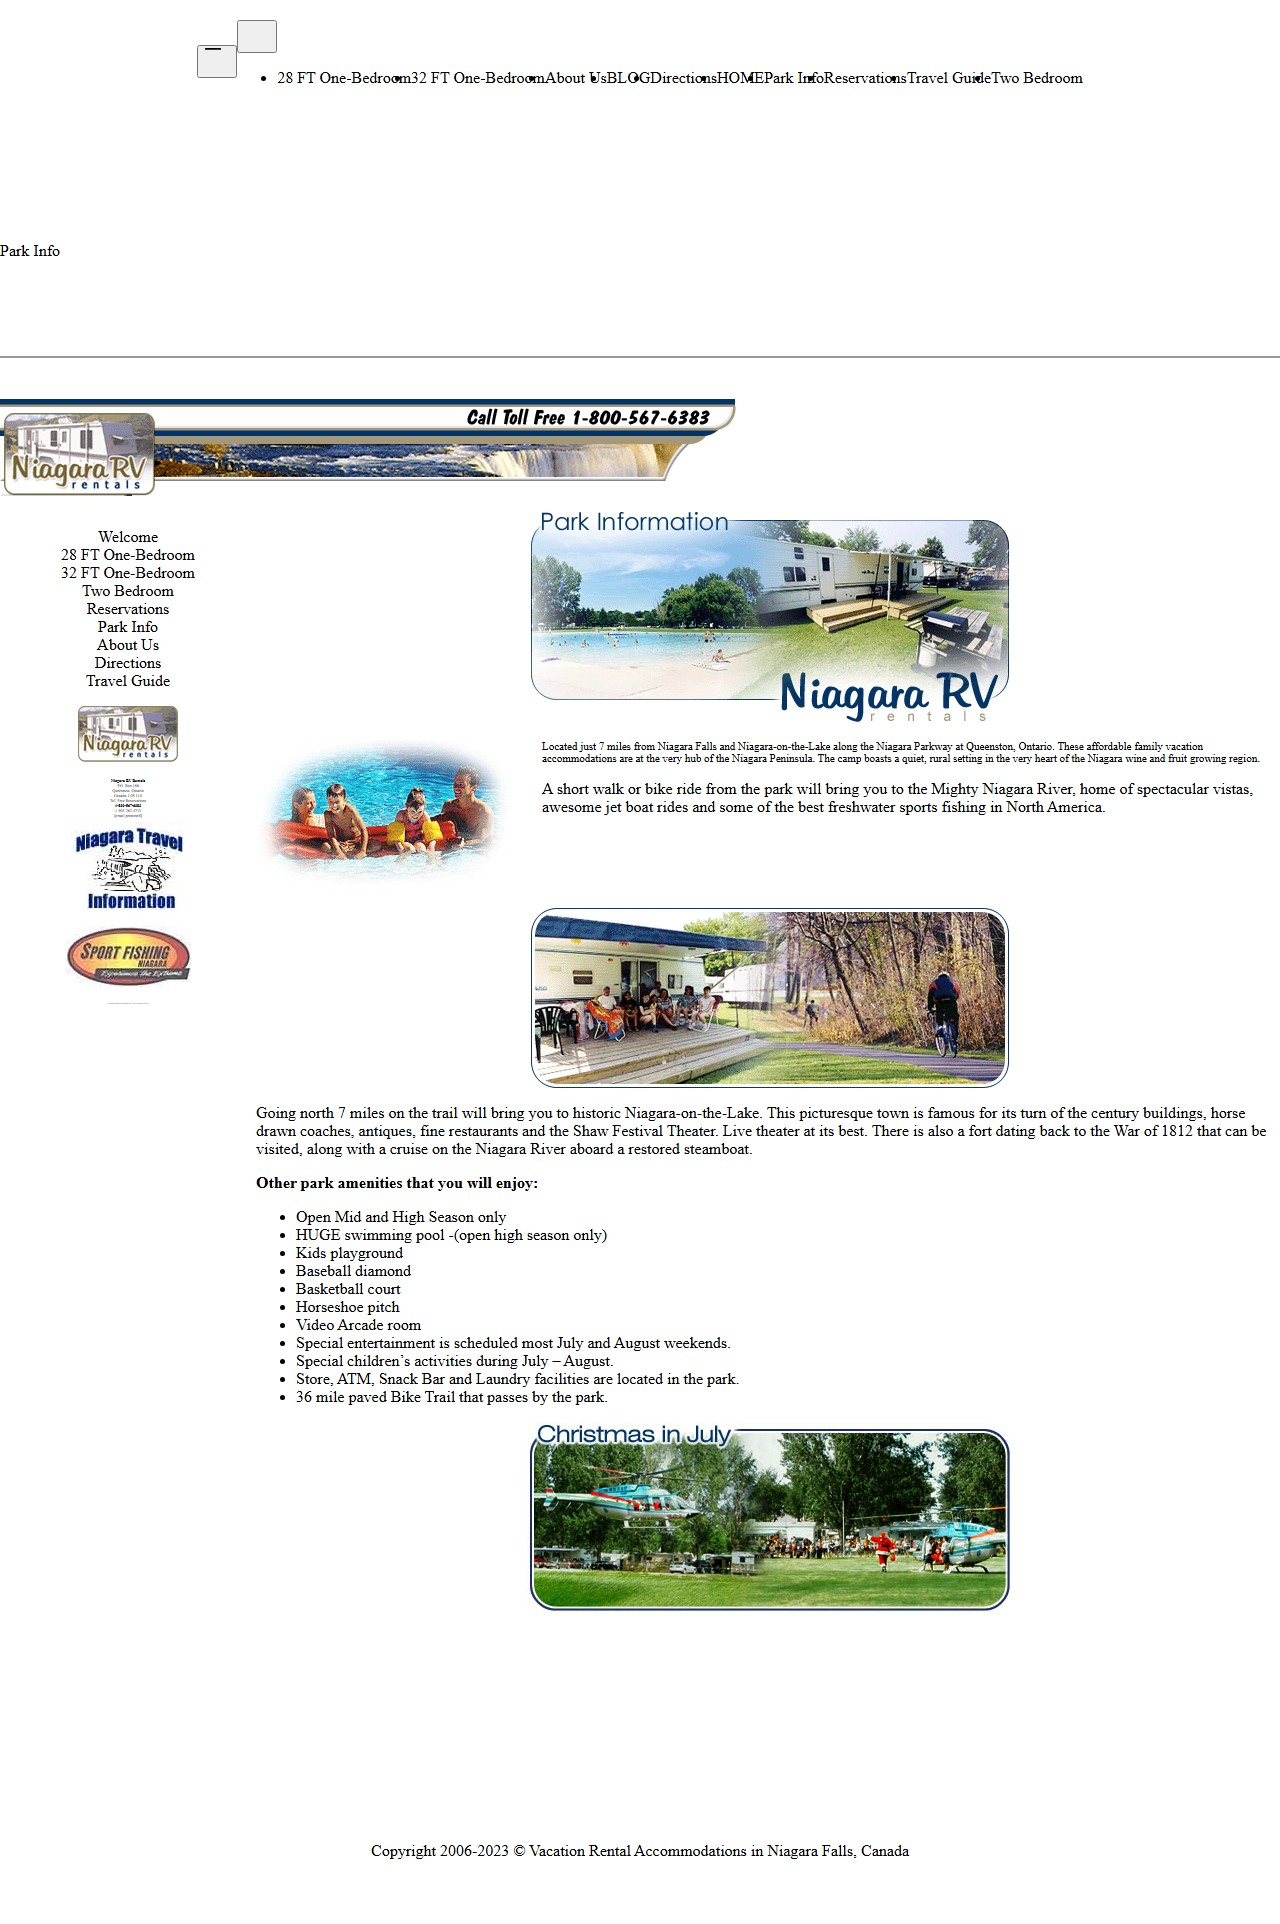 28 FT One-Bedroom
32 FT One-Bedroom
About Us
BLOG
Directions
HOME
Park Info
Reservations
Travel Guide
Two Bedroom
Park Info
Call Toll Free 1-800-567-6383
Niagara RV
rentals
Welcome
28 FT One-Bedroom
32 FT One-Bedroom
Two Bedroom
Reservations
Park Info
About Us
Directions
Travel Guide
Niagara RV
rentals
Niagara RV Rentals
Queenston, Ontario
Toll Free Reservations
Niagara Travel
Information
SPORT FISHING
NIAGARA
Experience the Extreme
Park Information
Niagara RV
rentals
Located just 7 miles from Niagara Falls and Niagara-on-the-Lake along the Niagara Parkway at Queenston, Ontario. These affordable family vacation
accommodations are at the very hub of the Niagara Peninsula. The camp boasts a quiet, rural setting in the very heart of the Niagara wine and fruit growing region.
A short walk or bike ride from the park will bring you to the Mighty Niagara River, home of spectacular vistas,
awesome jet boat rides and some of the best freshwater sports fishing in North America.
Going north 7 miles on the trail will bring you to historic Niagara-on-the-Lake. This picturesque town is famous for its turn of the century buildings, horse
drawn coaches, antiques, fine restaurants and the Shaw Festival Theater. Live theater at its best. There is also a fort dating back to the War of 1812 that can be
visited, along with a cruise on the Niagara River aboard a restored steamboat.
Other park amenities that you will enjoy:
Open Mid and High Season only
HUGE swimming pool -(open high season only)
Kids playground
Baseball diamond
Basketball court
Horseshoe pitch
Video Arcade room
Special entertainment is scheduled most July and August weekends.
Special children’s activities during July – August.
Store, ATM, Snack Bar and Laundry facilities are located in the park.
36 mile paved Bike Trail that passes by the park.
Christmas in July
Copyright 2006-2023 © Vacation Rental Accommodations in Niagara Falls, Canada